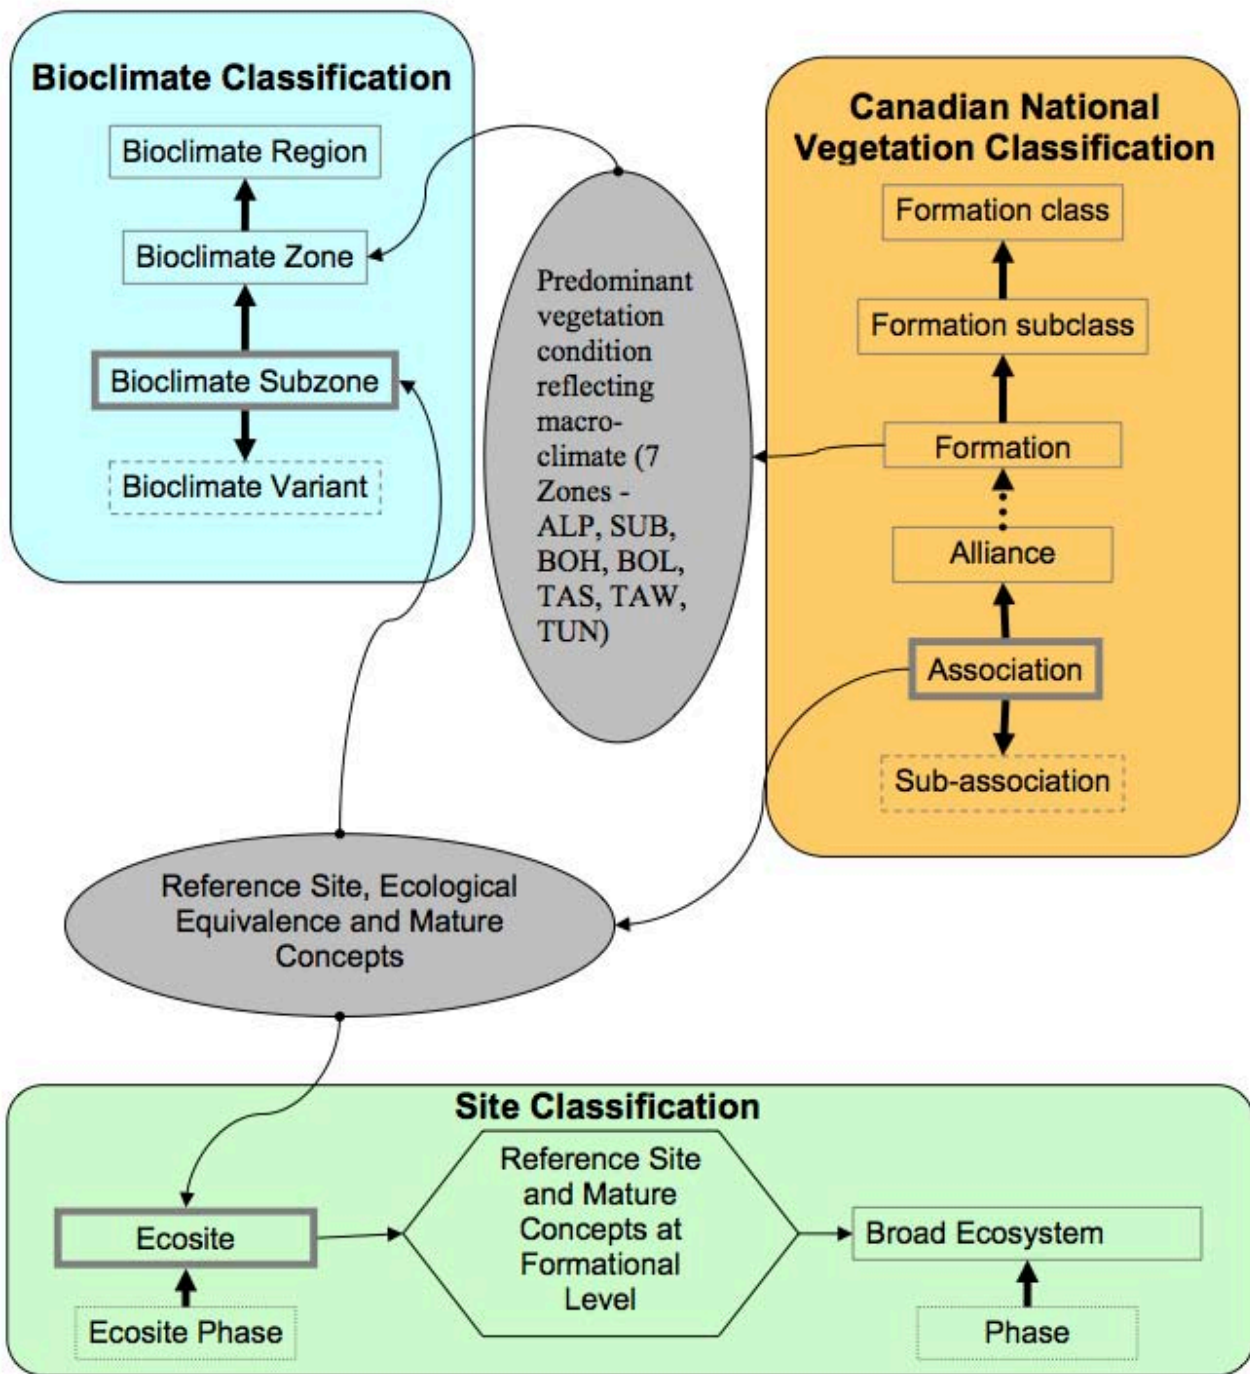 Bioclimate Classification
Bioclimate Region
Bioclimate Zone
Bioclimate Subzone
Bioclimate Variant
Predominant
vegetation
condition
reflecting
macro-
climate (7
Zones -
ALP, SUB,
BOH, BOL,
TAS, TAW,
TUN)
Canadian National
Vegetation Classification
Formation class
Formation subclass
Formation
Alliance
Association
Sub-association
Reference Site, Ecological
Equivalence and Mature
Concepts
Site Classification
Ecosite
Ecosite Phase
Reference Site
and Mature
Concepts at
Formational
Level
Broad Ecosystem
Phase